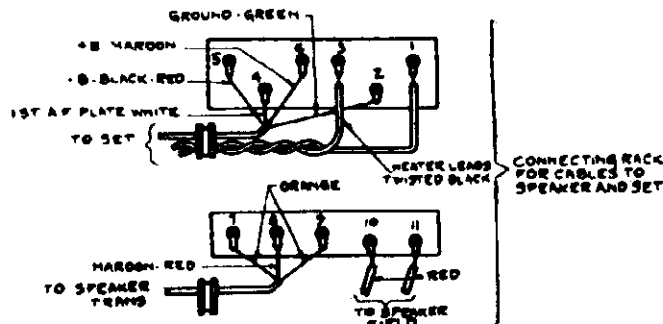 GROUND-GREEN
+B MAROON
5
6
3
1
+B-BLACK-RED
4
2
1ST A F PLATE WHITE
TO SET
HEATER LEADS
TWISTED BLACK
CONNECTING RACK
FOR CABLES TO
SPEAKER AND SET
ORANGE
7
8
9
10
11
MAROON-RED
RED
TO SPEAKER
TRANS
TO SPEAKER
FIELD